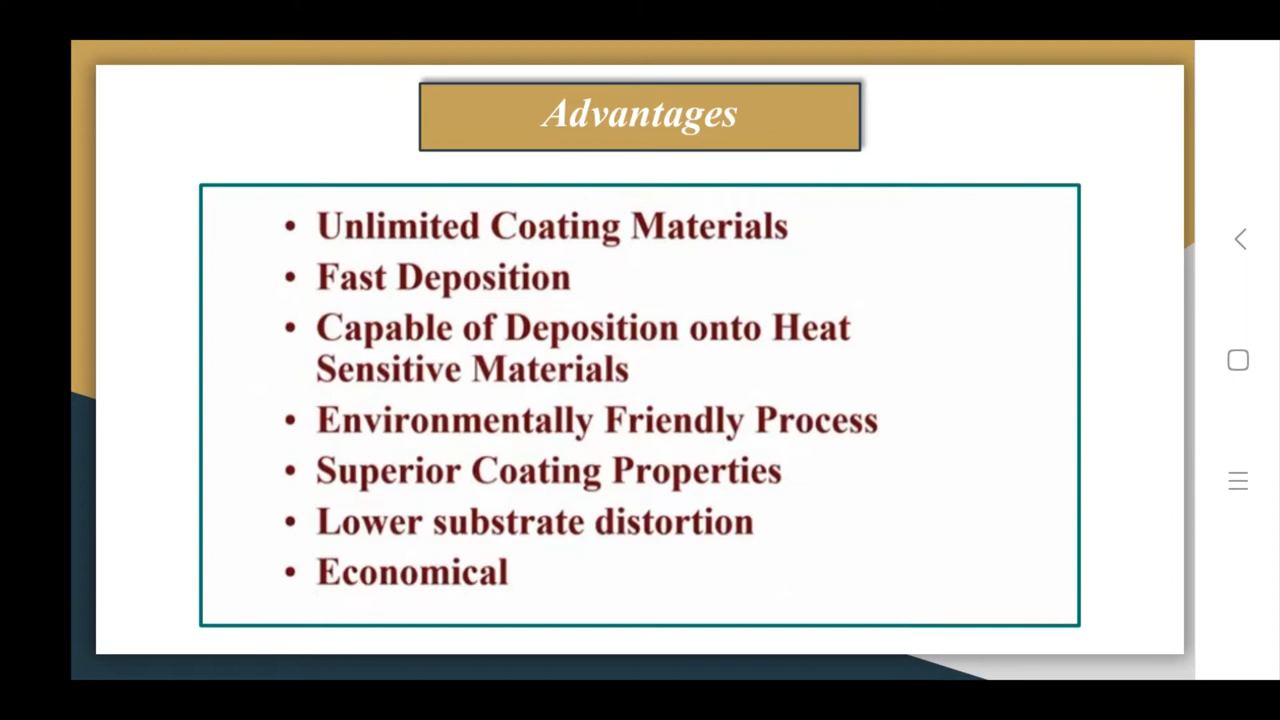 Advantages
• Unlimited Coating Materials
• Fast Deposition
• Capable of Deposition onto Heat
Sensitive Materials
• Environmentally Friendly Process
• Superior Coating Properties
• Lower substrate distortion
• Economical